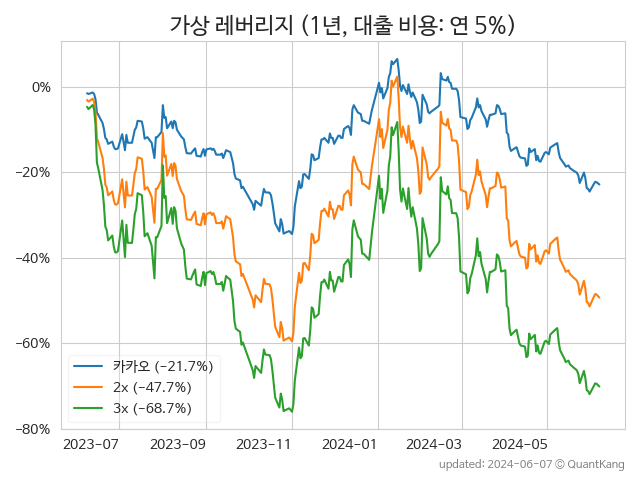 가상 레버리지 (1년, 대출 비용: 연 5%)
0%
−20%
−40%
−60%
−80%
카카오 (−21.7%)
2x (−47.7%)
3x (−68.7%)
2023−07 2023−09 2023−11 2024−01 2024−03 2024−05
updated: 2024−06−07 © QuantKang